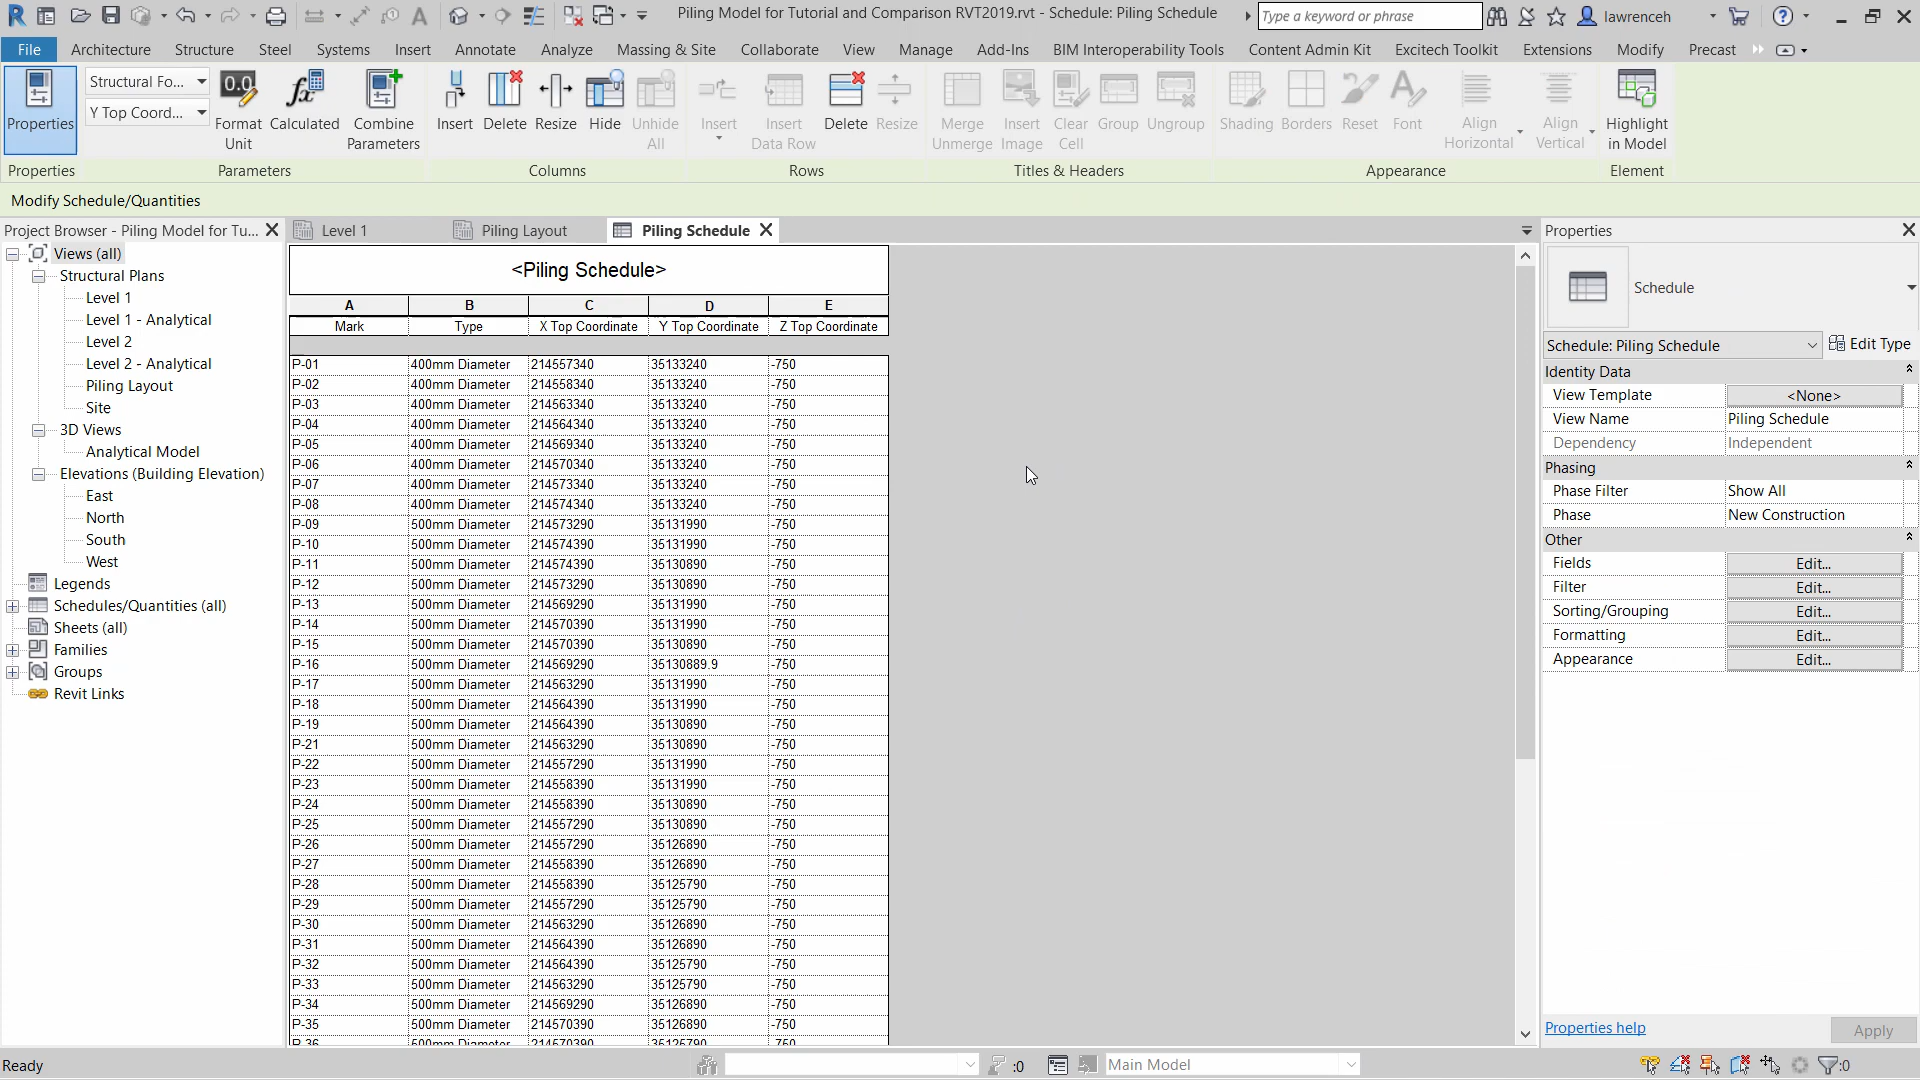 Piling Model for Tutorial and Comparison RVT2019.rvt - Schedule: Piling Schedule
Type a keyword or phrase
lawrenceh
File Architecture Structure Steel Systems Insert Annotate Analyze Massing & Site Collaborate View Manage Add-Ins BIM Interoperability Tools Content Admin Kit Excitech Toolkit Extensions Modify Precast
Properties
Structural Fo...
Y Top Coord...
Format Unit
Calculated
Combine Parameters
Insert
Delete
Resize
Hide
Unhide All
Insert
Insert Data Row
Delete
Resize
Merge Unmerge
Insert Image
Clear Cell
Group
Ungroup
Shading
Borders
Reset
Font
Align Horizontal
Align Vertical
Highlight in Model
Properties Parameters Columns Rows Titles & Headers Appearance Element
Modify Schedule/Quantities
Project Browser - Piling Model for Tu...
Views (all)
Structural Plans
Level 1
Level 1 - Analytical
Level 2
Level 2 - Analytical
Piling Layout
Site
3D Views
Analytical Model
Elevations (Building Elevation)
East
North
South
West
Legends
Schedules/Quantities (all)
Sheets (all)
Families
Groups
Revit Links
Level 1
Piling Layout
Piling Schedule
<Piling Schedule>
A B C D E
Mark Type X Top Coordinate Y Top Coordinate Z Top Coordinate
P-01 400mm Diameter 214557340 35133240 -750
P-02 400mm Diameter 214558340 35133240 -750
P-03 400mm Diameter 214563340 35133240 -750
P-04 400mm Diameter 214564340 35133240 -750
P-05 400mm Diameter 214569340 35133240 -750
P-06 400mm Diameter 214570340 35133240 -750
P-07 400mm Diameter 214573340 35133240 -750
P-08 400mm Diameter 214574340 35133240 -750
P-09 500mm Diameter 214573290 35131990 -750
P-10 500mm Diameter 214574390 35131990 -750
P-11 500mm Diameter 214574390 35130890 -750
P-12 500mm Diameter 214573290 35130890 -750
P-13 500mm Diameter 214569290 35131990 -750
P-14 500mm Diameter 214570390 35131990 -750
P-15 500mm Diameter 214570390 35130890 -750
P-16 500mm Diameter 214569290 35130889.9 -750
P-17 500mm Diameter 214563290 35131990 -750
P-18 500mm Diameter 214564390 35131990 -750
P-19 500mm Diameter 214564390 35130890 -750
P-21 500mm Diameter 214563290 35130890 -750
P-22 500mm Diameter 214557290 35131990 -750
P-23 500mm Diameter 214558390 35131990 -750
P-24 500mm Diameter 214558390 35130890 -750
P-25 500mm Diameter 214557290 35130890 -750
P-26 500mm Diameter 214557290 35126890 -750
P-27 500mm Diameter 214558390 35126890 -750
P-28 500mm Diameter 214558390 35125790 -750
P-29 500mm Diameter 214557290 35125790 -750
P-30 500mm Diameter 214563290 35126890 -750
P-31 500mm Diameter 214564390 35126890 -750
P-32 500mm Diameter 214564390 35125790 -750
P-33 500mm Diameter 214563290 35125790 -750
P-34 500mm Diameter 214569290 35126890 -750
P-35 500mm Diameter 214570390 35126890 -750
P-36 500mm Diameter 214570390 35125790 -750
Properties
Schedule
Schedule: Piling Schedule
Edit Type
Identity Data
View Template <None>
View Name Piling Schedule
Dependency Independent
Phasing
Phase Filter Show All
Phase New Construction
Other
Fields Edit...
Filter Edit...
Sorting/Grouping Edit...
Formatting Edit...
Appearance Edit...
Properties help
Apply
Ready
:0
Main Model
:0